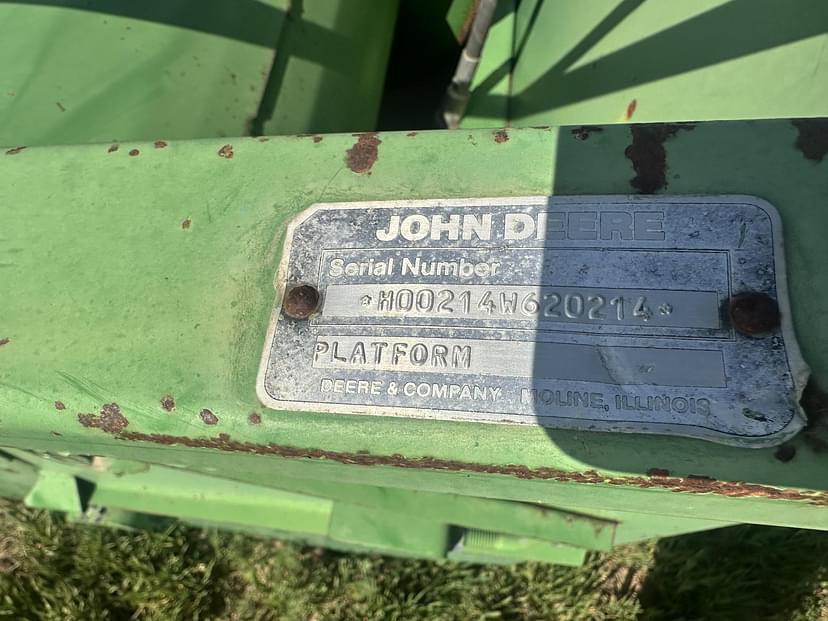 JOHN DEERE
Serial Number
*H00214W620214*
PLATFORM
DEERE & COMPANY MOLINE, ILLINOIS